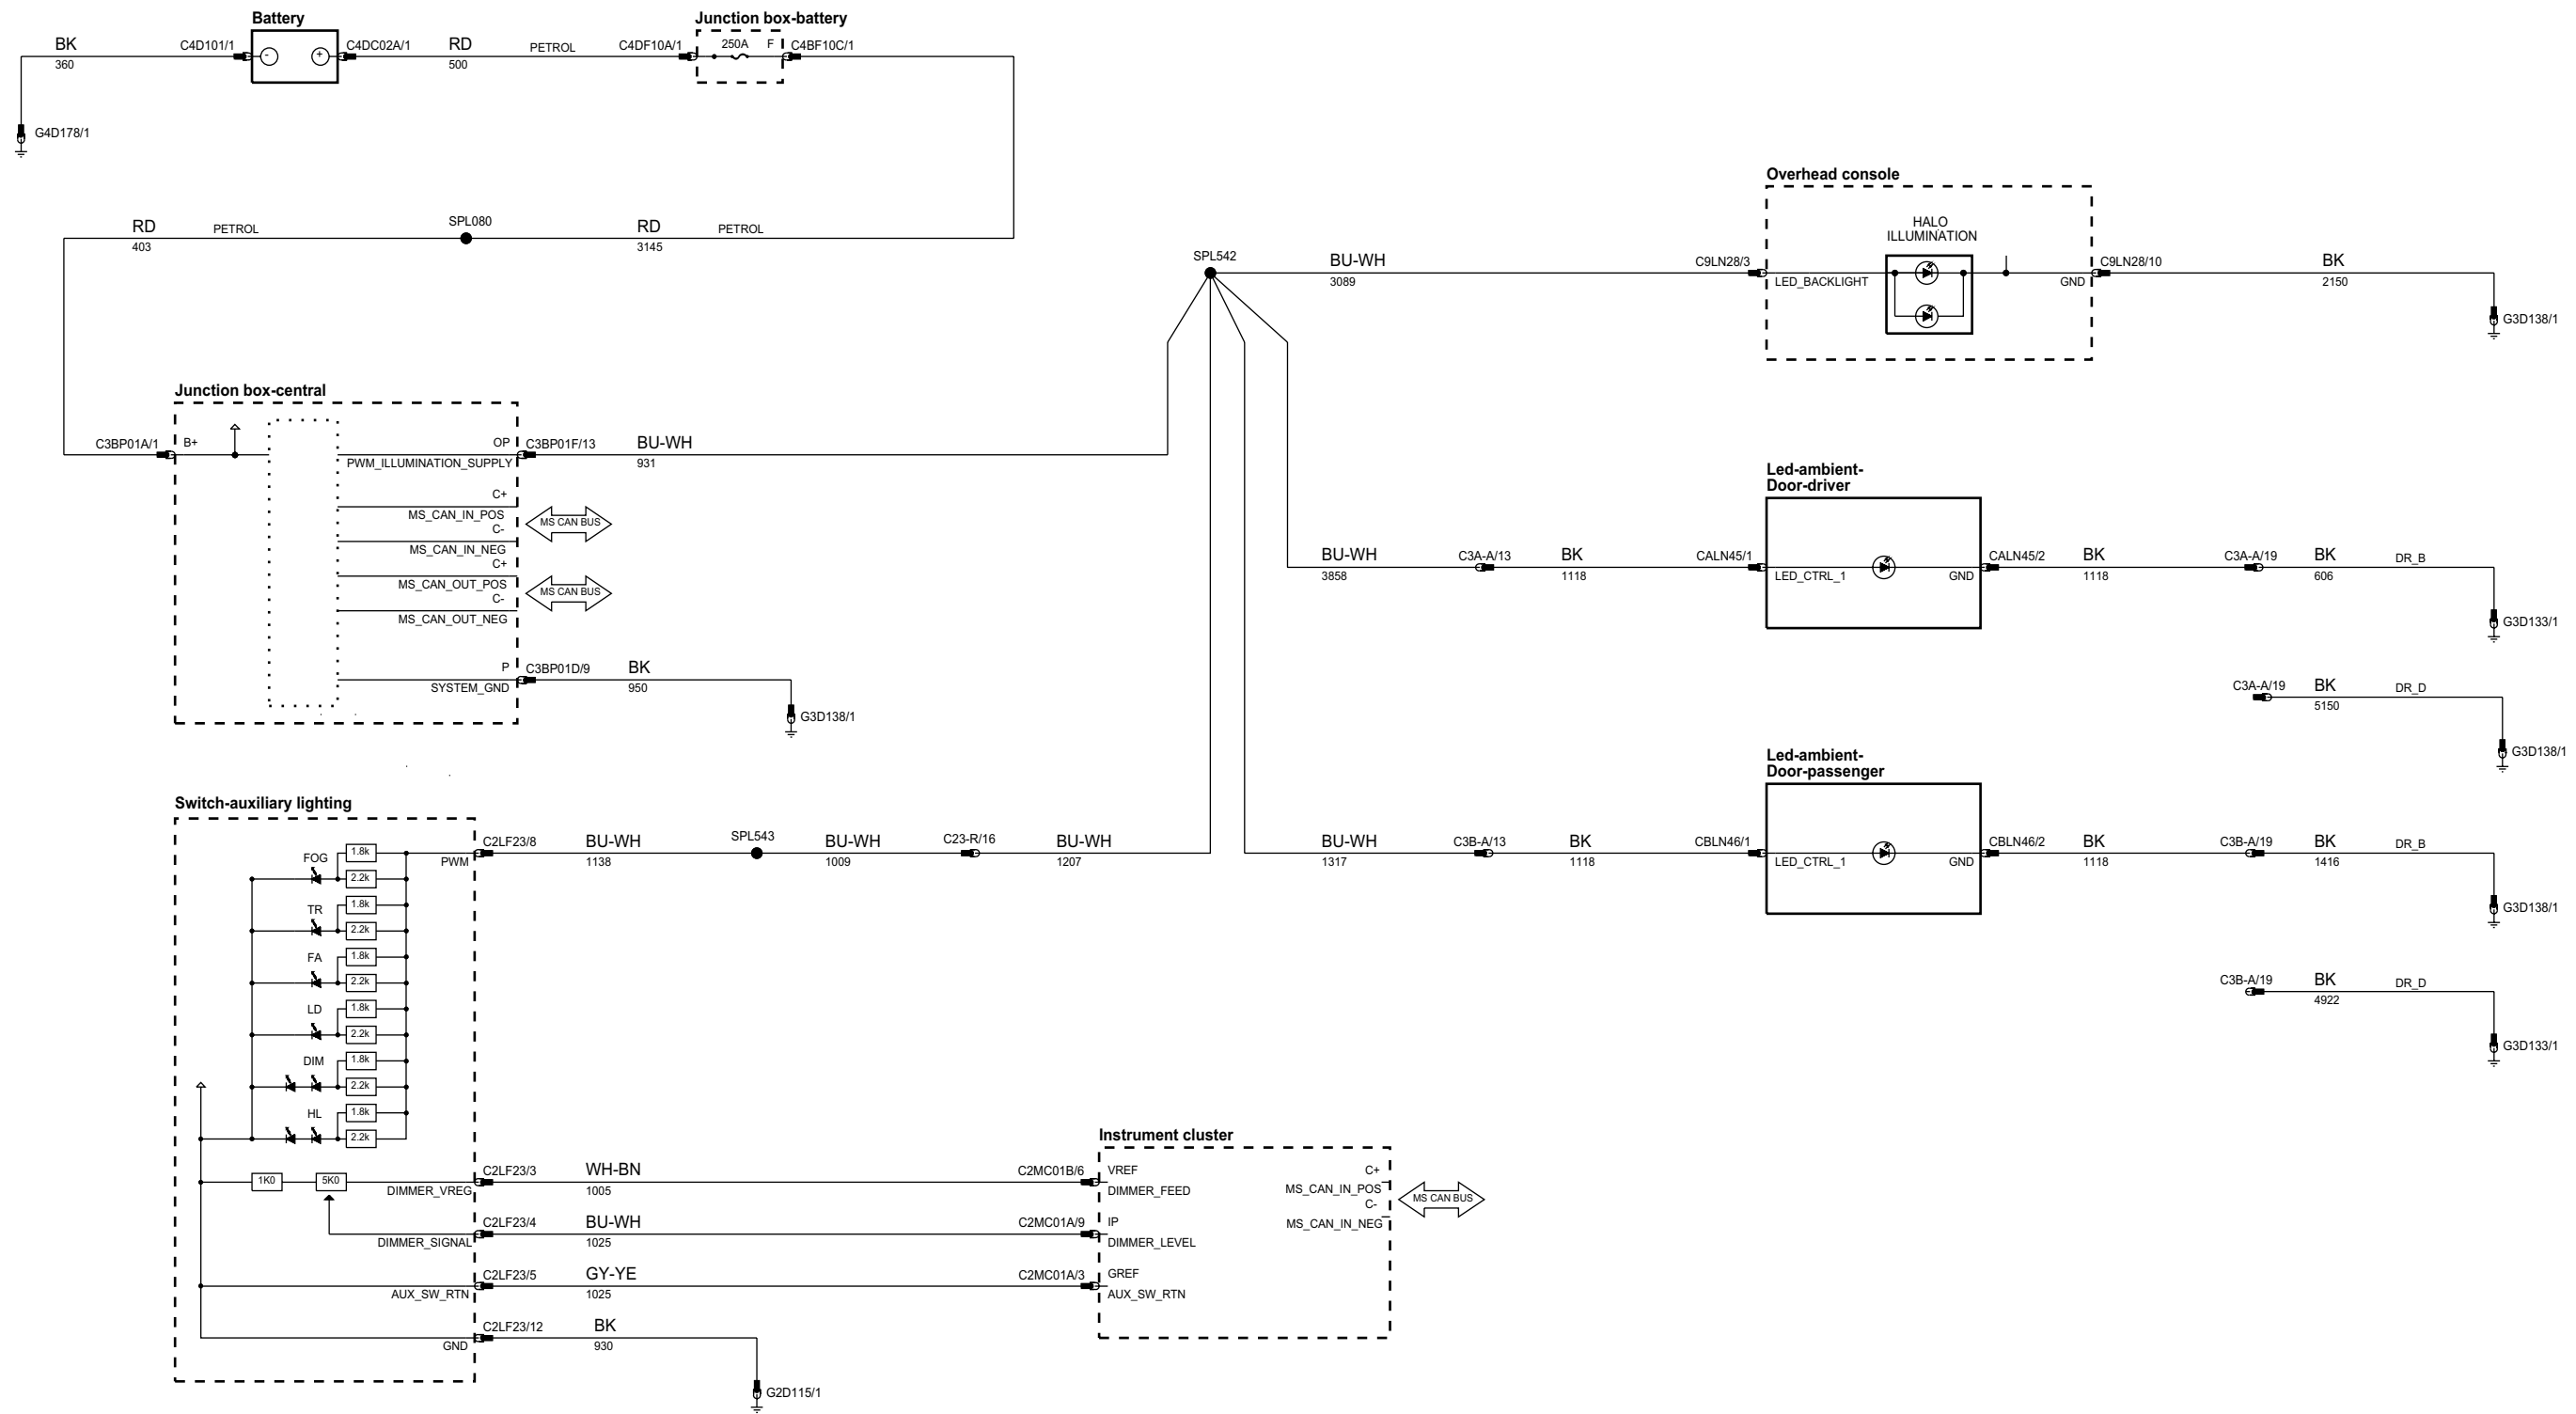 Battery
Junction box-battery
BK
360
C4D101/1
-
+
C4DC02A/1
RD
500
PETROL
C4DF10A/1
250A
F
C4BF10C/1
G4D178/1
RD
403
PETROL
SPL080
RD
3145
PETROL
Junction box-central
C3BP01A/1
B+
OP
PWM_ILLUMINATION_SUPPLY
C3BP01F/13
BU-WH
931
C+
MS_CAN_IN_POS
C-
MS_CAN_IN_NEG
MS CAN BUS
C+
MS_CAN_OUT_POS
C-
MS_CAN_OUT_NEG
MS CAN BUS
P
SYSTEM_GND
C3BP01D/9
BK
950
G3D138/1
SPL542
BU-WH
3089
C9LN28/3
Overhead console
LED_BACKLIGHT
HALO
ILLUMINATION
GND
C9LN28/10
BK
2150
G3D138/1
Led-ambient-
Door-driver
BU-WH
3858
C3A-A/13
BK
1118
CALN45/1
LED_CTRL_1
GND
CALN45/2
BK
1118
C3A-A/19
BK
606
DR_B
G3D133/1
C3A-A/19
BK
5150
DR_D
G3D138/1
Led-ambient-
Door-passenger
BU-WH
1317
C3B-A/13
BK
1118
CBLN46/1
LED_CTRL_1
GND
CBLN46/2
BK
1118
C3B-A/19
BK
1416
DR_B
G3D138/1
C3B-A/19
BK
4922
DR_D
G3D133/1
Switch-auxiliary lighting
FOG
1.8k
2.2k
TR
1.8k
2.2k
FA
1.8k
2.2k
LD
1.8k
2.2k
DIM
1.8k
2.2k
HL
1.8k
2.2k
PWM
C2LF23/8
BU-WH
1138
SPL543
BU-WH
1009
C23-R/16
BU-WH
1207
1K0
5K0
DIMMER_VREG
C2LF23/3
WH-BN
1005
C2MC01B/6
DIMMER_SIGNAL
C2LF23/4
BU-WH
1025
C2MC01A/9
AUX_SW_RTN
C2LF23/5
GY-YE
1025
C2MC01A/3
GND
C2LF23/12
BK
930
G2D115/1
Instrument cluster
VREF
DIMMER_FEED
IP
DIMMER_LEVEL
GREF
AUX_SW_RTN
C+
MS_CAN_IN_POS
C-
MS_CAN_IN_NEG
MS CAN BUS